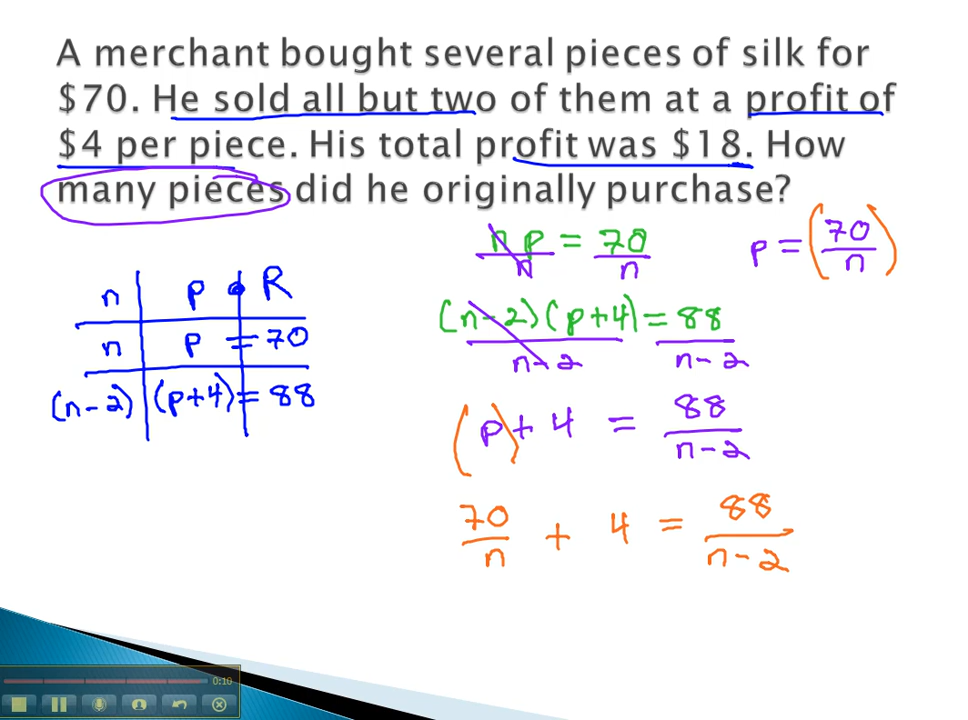 A merchant bought several pieces of silk for
$70. He sold all but two of them at a profit of
$4 per piece. His total profit was $18. How
many pieces did he originally purchase?
n p = 70
n n
p = (70/n)
n p R
n p = 70
(n-2) (p+4) = 88
(n-2)(p+4) = 88
n-2 n-2
(p) + 4 = 88/(n-2)
70/n + 4 = 88/(n-2)
0:10